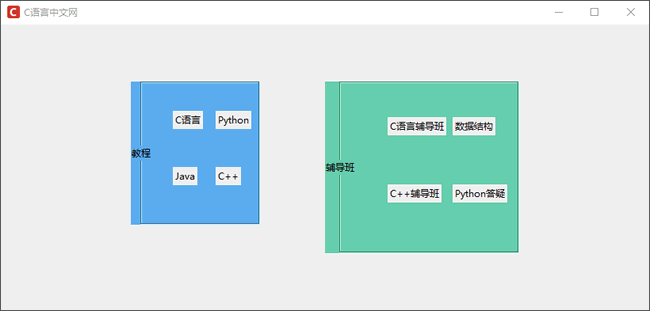 C C语言中文网
教程
C语言 Python
Java C++
辅导班
C语言辅导班 数据结构
C++辅导班 Python答疑